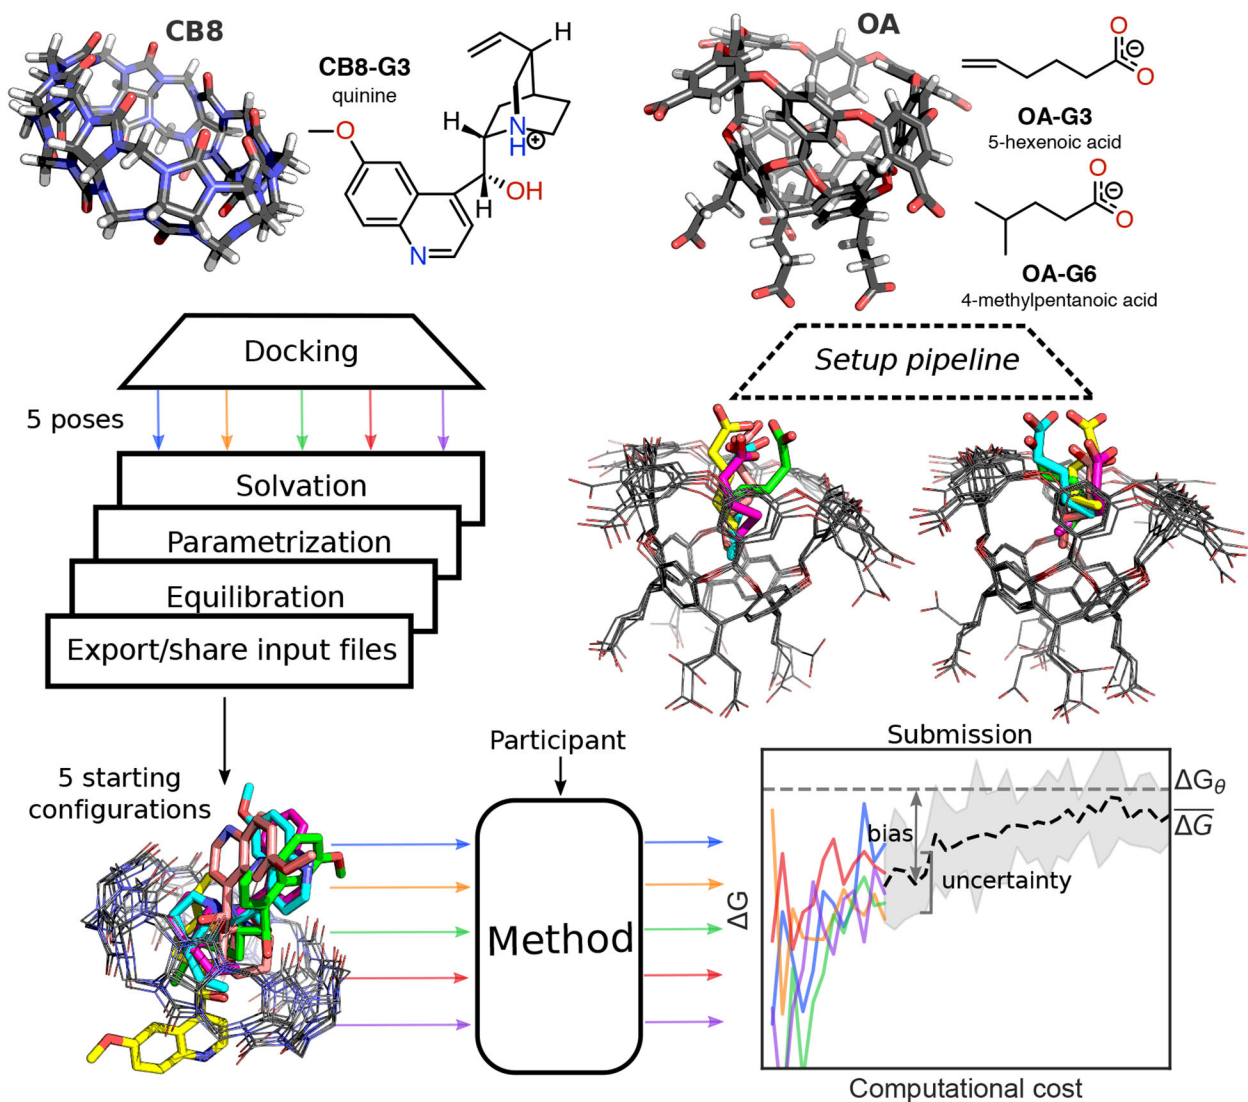 CB8
CB8-G3
quinine
H
O
H
N
H
⊕
OH
H
N
OA
O
⊖
O
OA-G3
5-hexenoic acid
O
⊖
O
OA-G6
4-methylpentanoic acid
Docking
5 poses
Solvation
Parametrization
Equilibration
Export/share input files
Setup pipeline
5 starting
configurations
Participant
Method
Submission
ΔG
bias
uncertainty
ΔGθ
ΔG̅
Computational cost